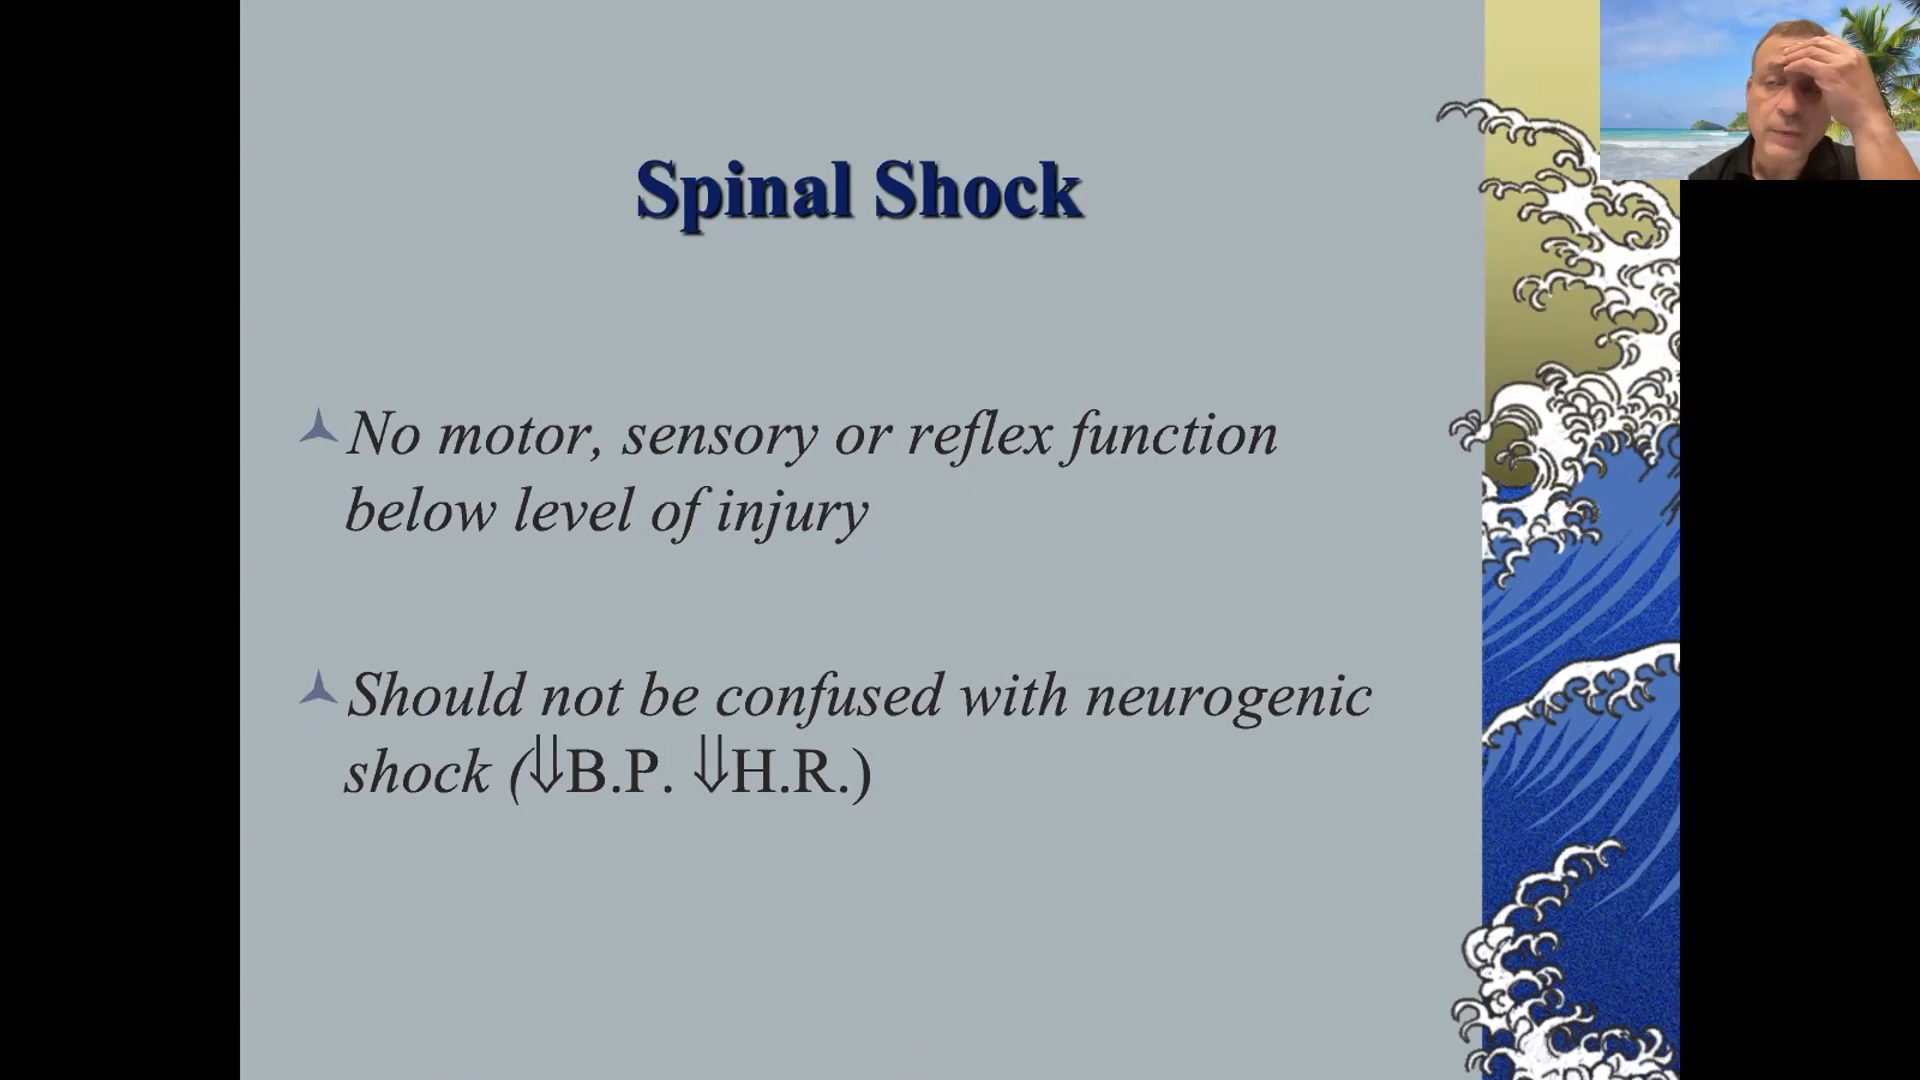 Spinal Shock
No motor, sensory or reflex function
below level of injury
Should not be confused with neurogenic
shock (⇓B.P. ⇓H.R.)